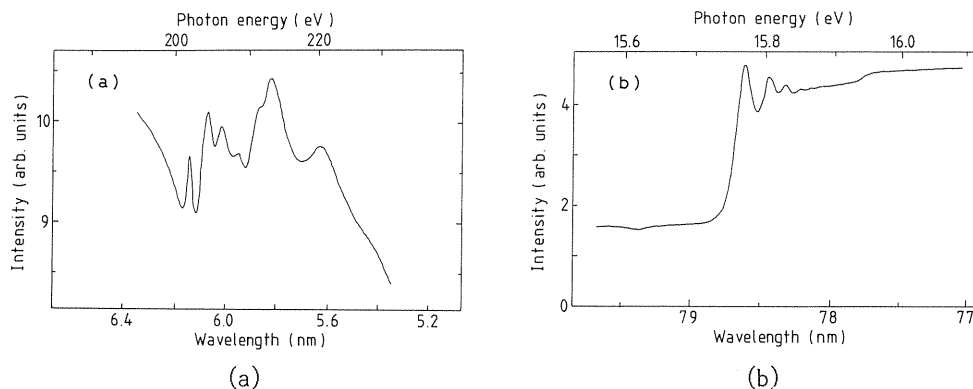 Photon energy (eV)
200 220
(a)
Intensity (arb. units)
10
9
6.4 6.0 5.6 5.2
Wavelength (nm)
(a)
Photon energy (eV)
15.6 15.8 16.0
(b)
Intensity (arb. units)
4
2
0
79 78 77
Wavelength (nm)
(b)